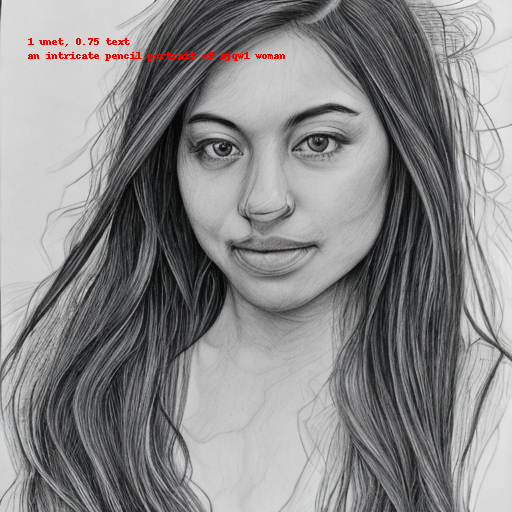 1 unet, 0.75 text
an intricate pencil portrait of woman